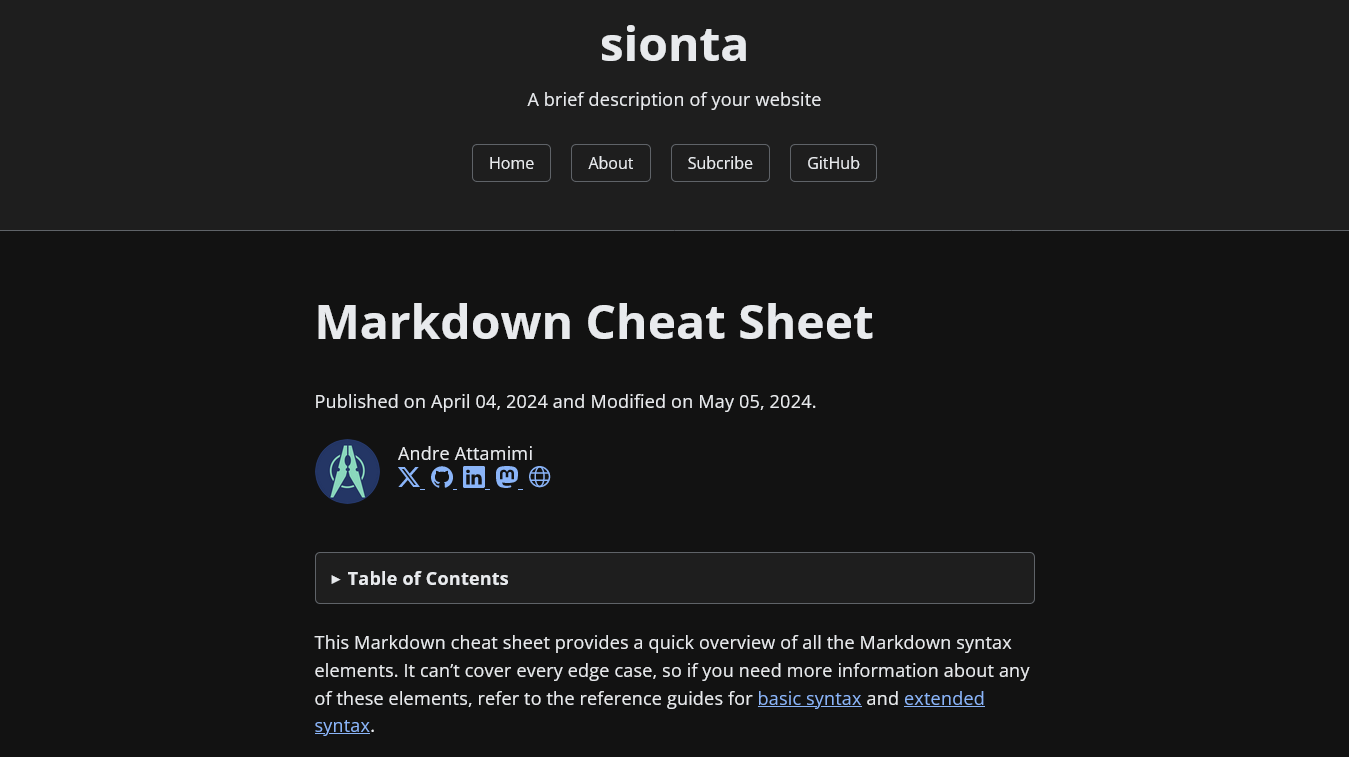 sionta
A brief description of your website
Home About Subcribe GitHub
Markdown Cheat Sheet
Published on April 04, 2024 and Modified on May 05, 2024.
Andre Attamimi
Table of Contents
This Markdown cheat sheet provides a quick overview of all the Markdown syntax
elements. It can’t cover every edge case, so if you need more information about any
of these elements, refer to the reference guides for basic syntax and extended
syntax.